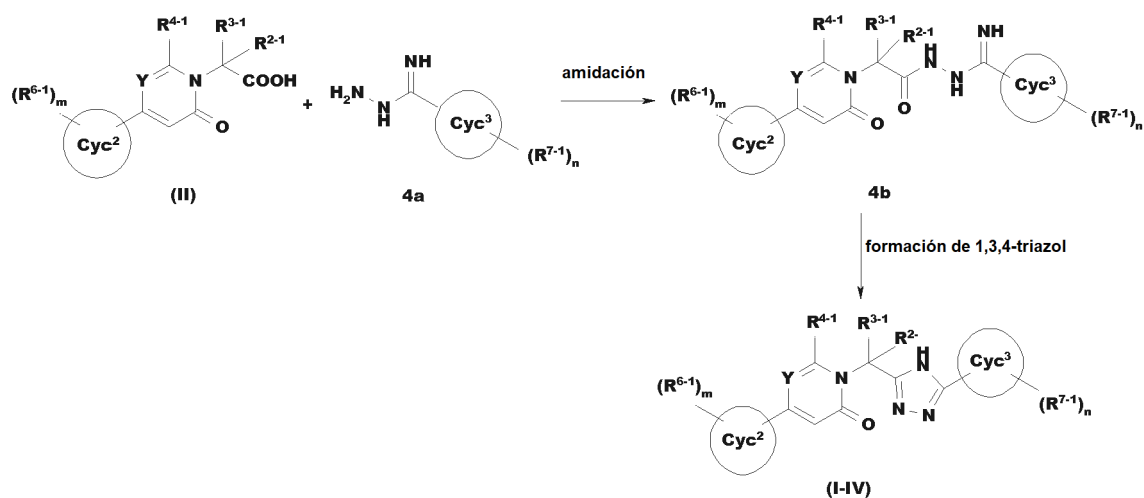 R⁴⁻¹ R³⁻¹ R²⁻¹
Y N COOH
(R⁶⁻¹)ₘ
O
Cyc²
(II)
+
NH
H₂N N H
Cyc³
(R⁷⁻¹)ₙ
4a
amidación
R⁴⁻¹ R³⁻¹ R²⁻¹
NH
H N
Y N
N H
Cyc³
(R⁶⁻¹)ₘ
O O
(R⁷⁻¹)ₙ
Cyc²
4b
formación de 1,3,4-triazol
R⁴⁻¹ R³⁻¹ R²⁻
H N
Cyc³
Y N
(R⁶⁻¹)ₘ
N N
(R⁷⁻¹)ₙ
O
Cyc²
(I-IV)